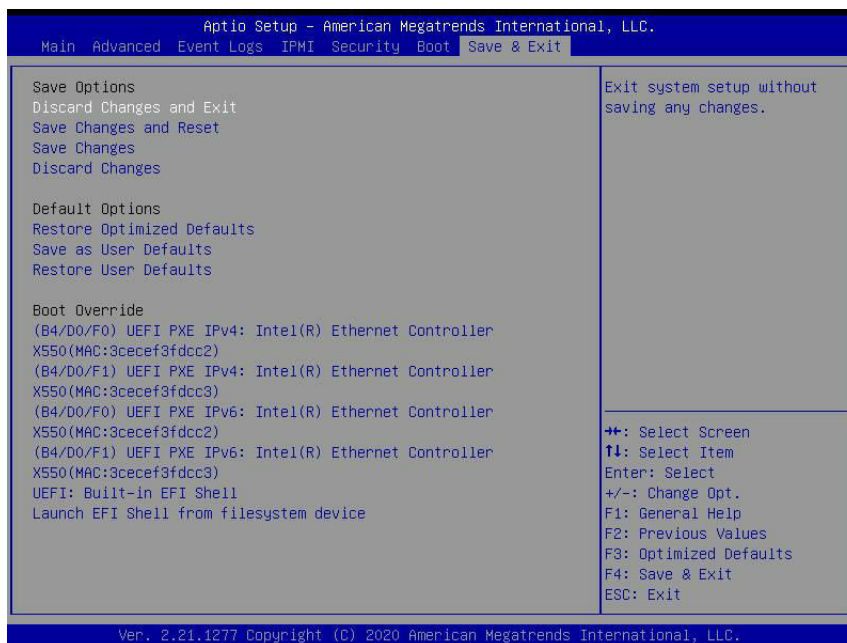 Aptio Setup – American Megatrends International, LLC.
Main Advanced Event Logs IPMI Security Boot Save & Exit
Save Options
Discard Changes and Exit
Save Changes and Reset
Save Changes
Discard Changes
Default Options
Restore Optimized Defaults
Save as User Defaults
Restore User Defaults
Boot Override
(B4/D0/F0) UEFI PXE IPv4: Intel(R) Ethernet Controller
X550(MAC:3cecef3fdcc2)
(B4/D0/F1) UEFI PXE IPv4: Intel(R) Ethernet Controller
X550(MAC:3cecef3fdcc3)
(B4/D0/F0) UEFI PXE IPv6: Intel(R) Ethernet Controller
X550(MAC:3cecef3fdcc2)
(B4/D0/F1) UEFI PXE IPv6: Intel(R) Ethernet Controller
X550(MAC:3cecef3fdcc3)
UEFI: Built-in EFI Shell
Launch EFI Shell from filesystem device
Exit system setup without
saving any changes.
→←: Select Screen
↑↓: Select Item
Enter: Select
+/-: Change Opt.
F1: General Help
F2: Previous Values
F3: Optimized Defaults
F4: Save & Exit
ESC: Exit
Ver. 2.21.1277 Copyright (C) 2020 American Megatrends International, LLC.